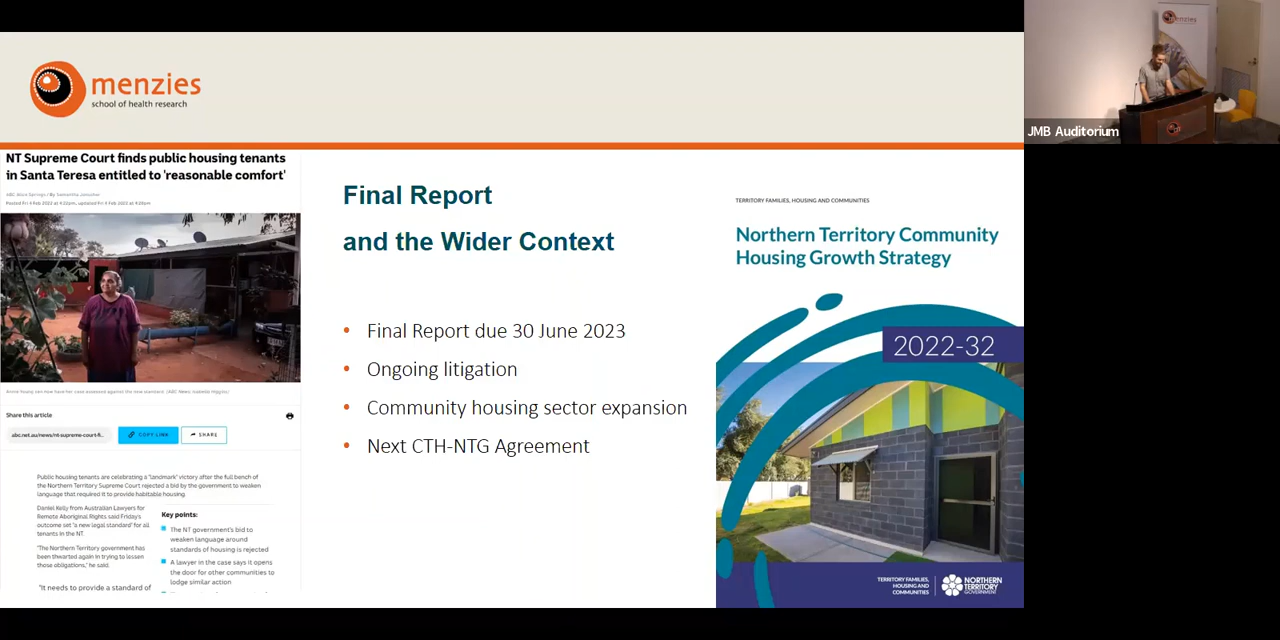 menzies
school of health research
JMB Auditorium
NT Supreme Court finds public housing tenants
in Santa Teresa entitled to 'reasonable comfort'
Posted Fri 4 Feb 2022 at 4:22pm, updated Fri 4 Feb 2022 at 4:39pm
Share this article
abc.net.au/news/nt-supreme-court-fi...
COPY LINK
SHARE
Public housing tenants are celebrating a "landmark" victory after the full bench of
the Northern Territory Supreme Court rejected a bid by the government to weaken
language that required it to provide habitable housing.
Daniel Kelly from Australian Lawyers for
Remote Aboriginal Rights said Friday's
outcome set "a new legal standard" for all
tenants in the NT.
"The Northern Territory government has
been thwarted again in trying to lessen
those obligations," he said.
"It needs to provide a standard of
Key points:
The NT government's bid to
weaken language around
standards of housing is rejected
A lawyer in the case says it opens
the door for other communities to
lodge similar action
Final Report
and the Wider Context
• Final Report due 30 June 2023
• Ongoing litigation
• Community housing sector expansion
• Next CTH-NTG Agreement
TERRITORY FAMILIES, HOUSING AND COMMUNITIES
Northern Territory Community
Housing Growth Strategy
2022-32
TERRITORY FAMILIES,
HOUSING AND
COMMUNITIES
NORTHERN
TERRITORY
GOVERNMENT